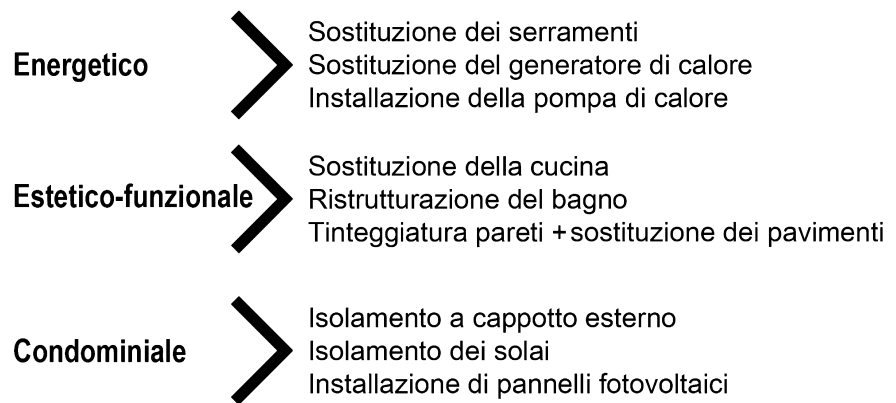 Energetico
Sostituzione dei serramenti
Sostituzione del generatore di calore
Installazione della pompa di calore
Estetico-funzionale
Sostituzione della cucina
Ristrutturazione del bagno
Tinteggiatura pareti +sostituzione dei pavimenti
Condominiale
Isolamento a cappotto esterno
Isolamento dei solai
Installazione di pannelli fotovoltaici